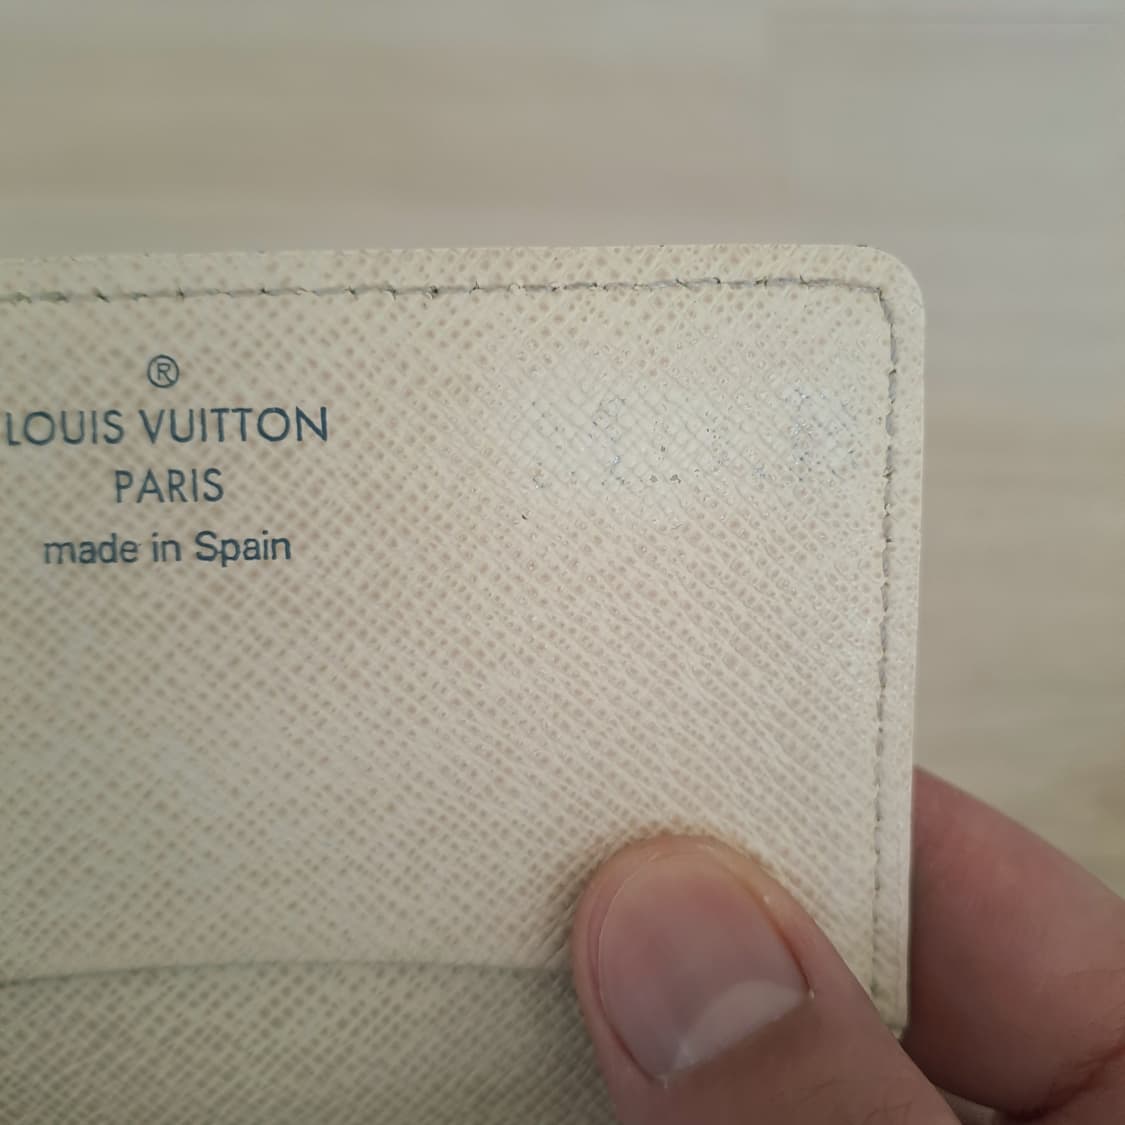 ®
LOUIS VUITTON
PARIS
made in Spain